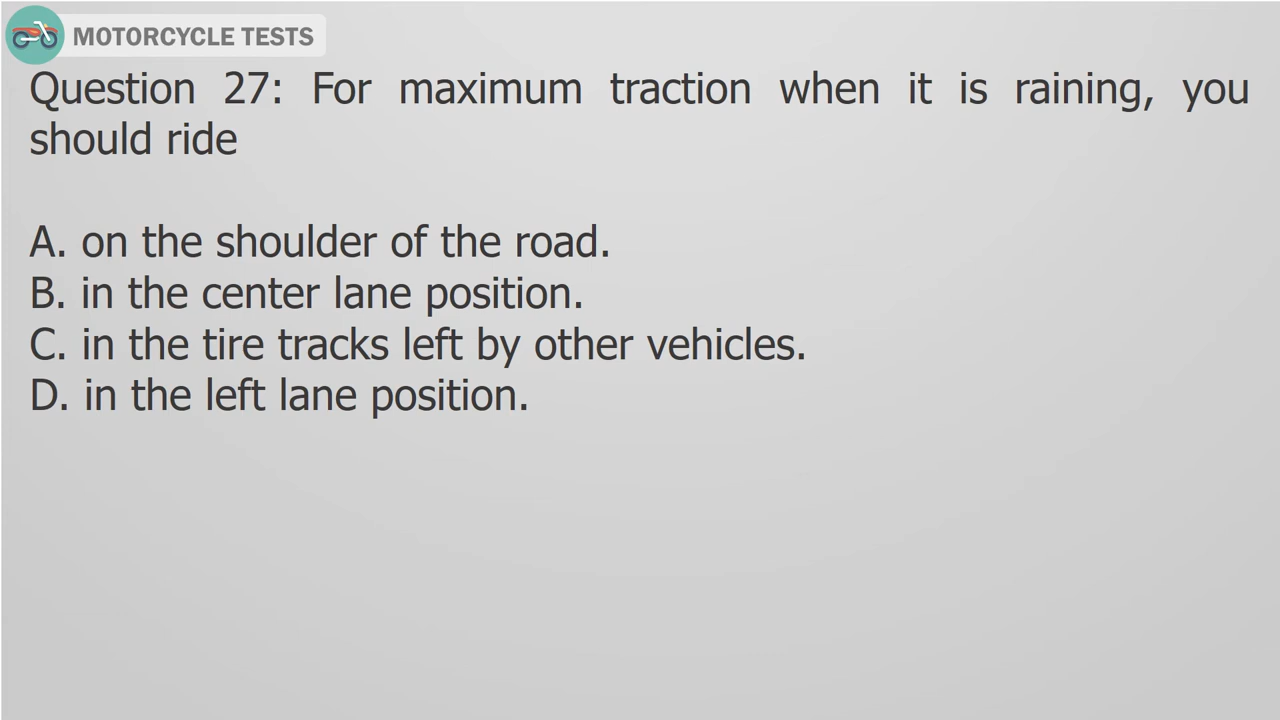 MOTORCYCLE TESTS
Question 27: For maximum traction when it is raining, you
should ride
A. on the shoulder of the road.
B. in the center lane position.
C. in the tire tracks left by other vehicles.
D. in the left lane position.